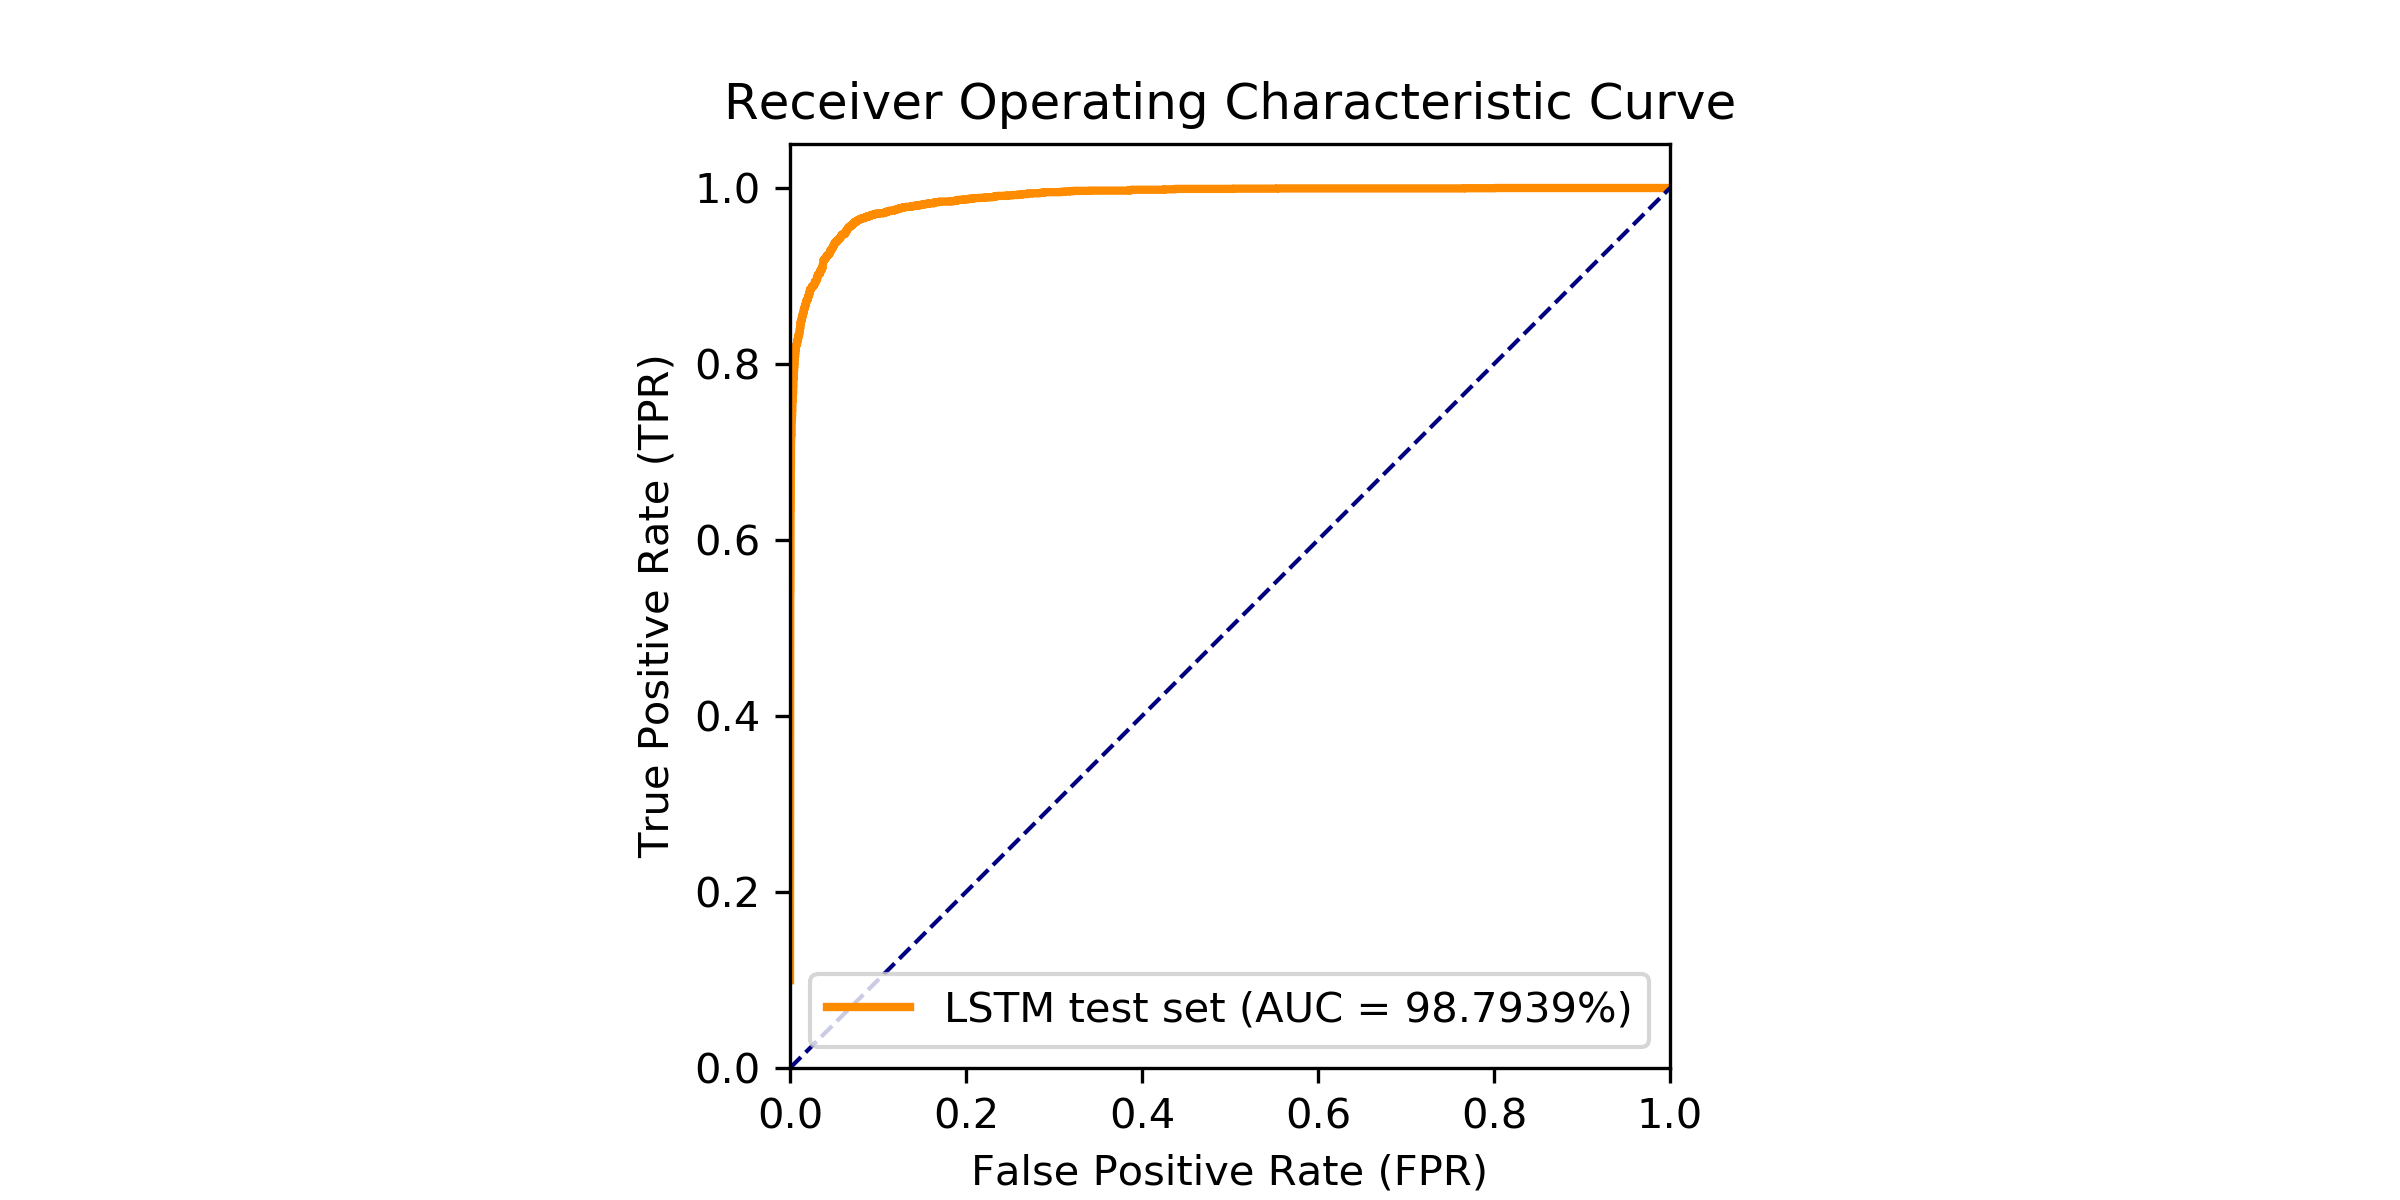 Receiver Operating Characteristic Curve
1.0
0.8
0.6
0.4
0.2
0.0
True Positive Rate (TPR)
LSTM test set (AUC = 98.7939%)
0.0 0.2 0.4 0.6 0.8 1.0
False Positive Rate (FPR)